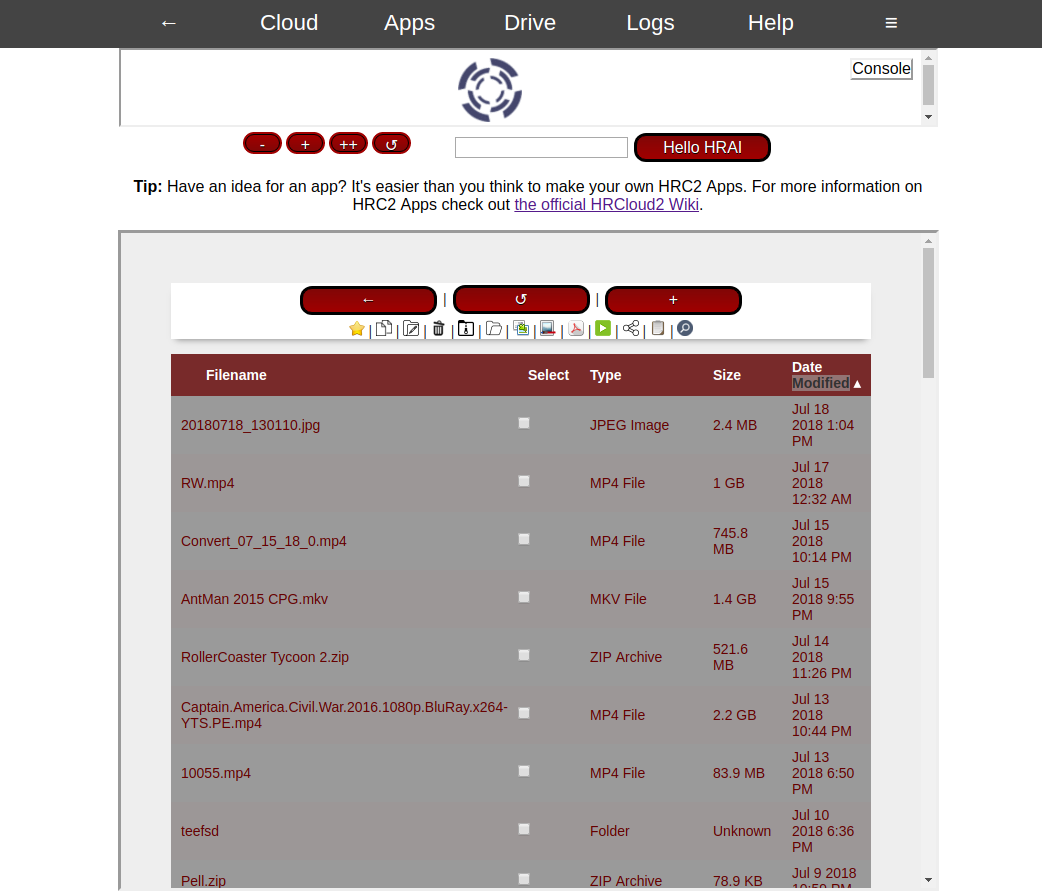 ← Cloud Apps Drive Logs Help ≡
Console
- + ++ ↺ Hello HRAI
Tip: Have an idea for an app? It's easier than you think to make your own HRC2 Apps. For more information on
HRC2 Apps check out the official HRCloud2 Wiki.
← | ↺ | +
| | | | | | | | | | | |
Filename Select Type Size Date
Modified ▲
20180718_130110.jpg JPEG Image 2.4 MB Jul 18
2018 1:04
PM
RW.mp4 MP4 File 1 GB Jul 17
2018
12:32 AM
Convert_07_15_18_0.mp4 MP4 File 745.8
MB Jul 15
2018
10:14 PM
AntMan 2015 CPG.mkv MKV File 1.4 GB Jul 15
2018 9:55
PM
RollerCoaster Tycoon 2.zip ZIP Archive 521.6
MB Jul 14
2018
11:26 PM
Captain.America.Civil.War.2016.1080p.BluRay.x264-
YTS.PE.mp4 MP4 File 2.2 GB Jul 13
2018
10:44 PM
10055.mp4 MP4 File 83.9 MB Jul 13
2018 6:50
PM
teefsd Folder Unknown Jul 10
2018 6:36
PM
Pell.zip ZIP Archive 78.9 KB Jul 9 2018